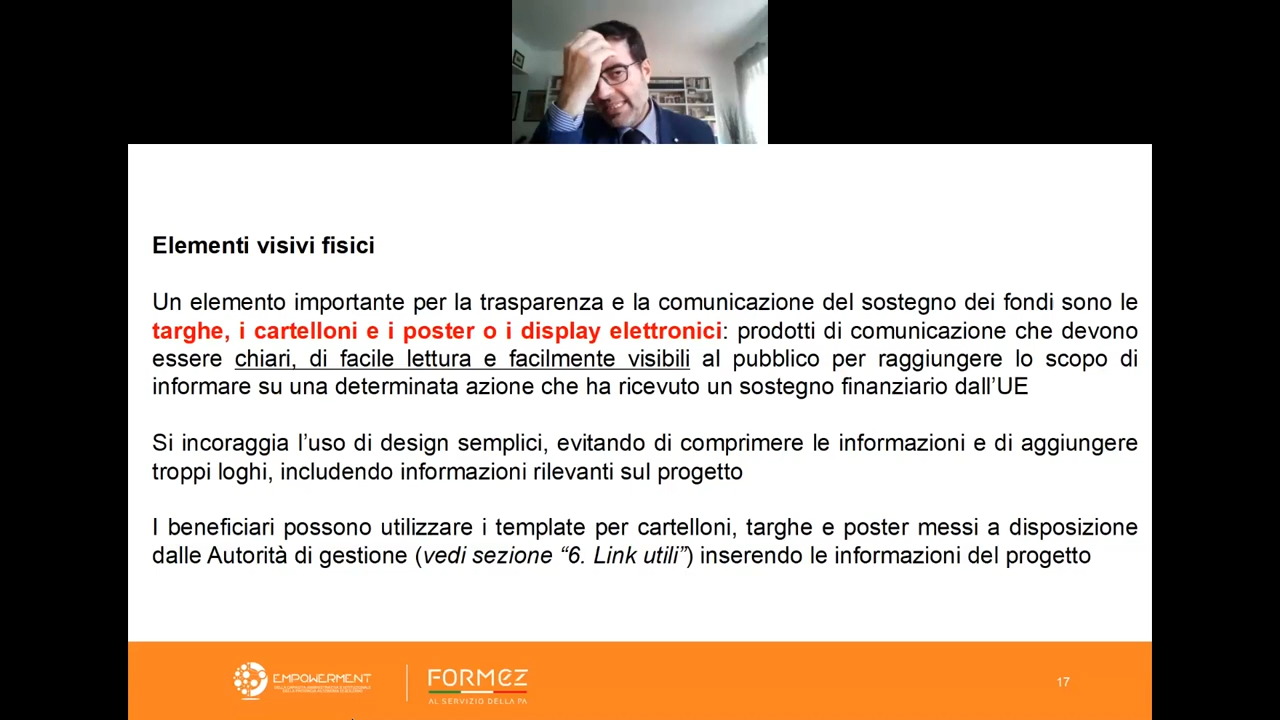 Elementi visivi fisici
Un elemento importante per la trasparenza e la comunicazione del sostegno dei fondi sono le
targhe, i cartelloni e i poster o i display elettronici: prodotti di comunicazione che devono
essere chiari, di facile lettura e facilmente visibili al pubblico per raggiungere lo scopo di
informare su una determinata azione che ha ricevuto un sostegno finanziario dall’UE
Si incoraggia l’uso di design semplici, evitando di comprimere le informazioni e di aggiungere
troppi loghi, includendo informazioni rilevanti sul progetto
I beneficiari possono utilizzare i template per cartelloni, targhe e poster messi a disposizione
dalle Autorità di gestione (vedi sezione “6. Link utili”) inserendo le informazioni del progetto
EMPOWERMENT
FORMEZ
AL SERVIZIO DELLA PA
17